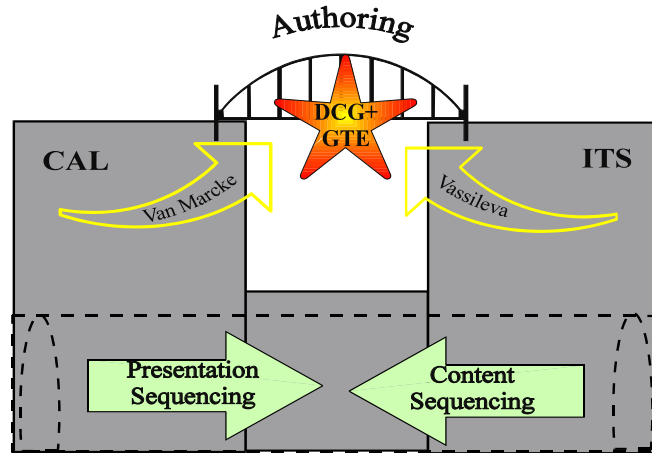 Authoring
DCG+
GTE
CAL
ITS
Van Marcke
Vassileva
Presentation
Sequencing
Content
Sequencing